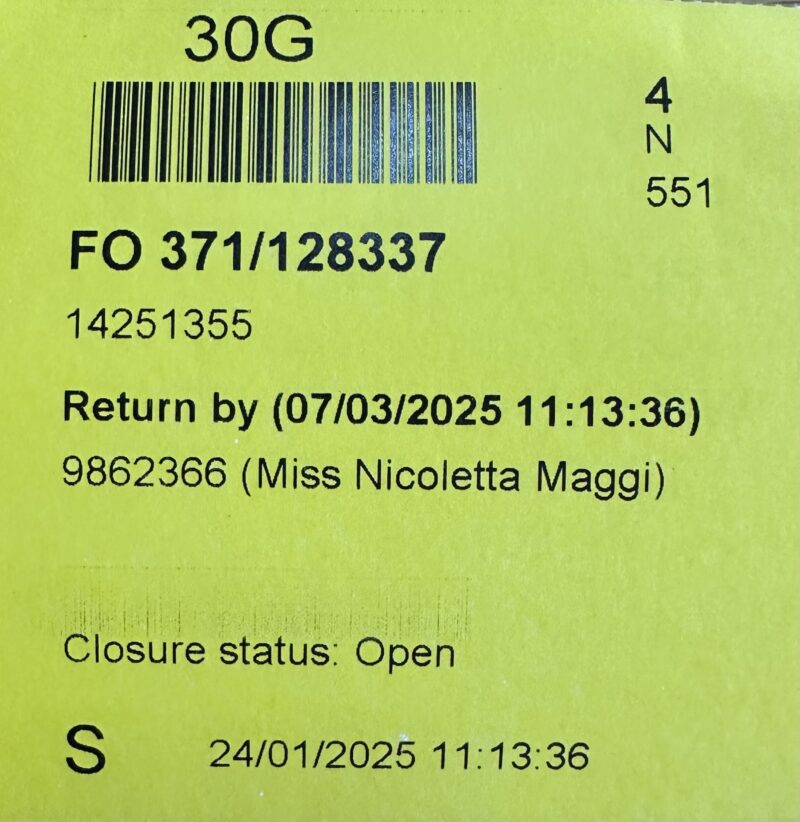 30G
4
N
551
FO 371/128337
14251355
Return by (07/03/2025 11:13:36)
9862366 (Miss Nicoletta Maggi)
Closure status: Open
S 24/01/2025 11:13:36